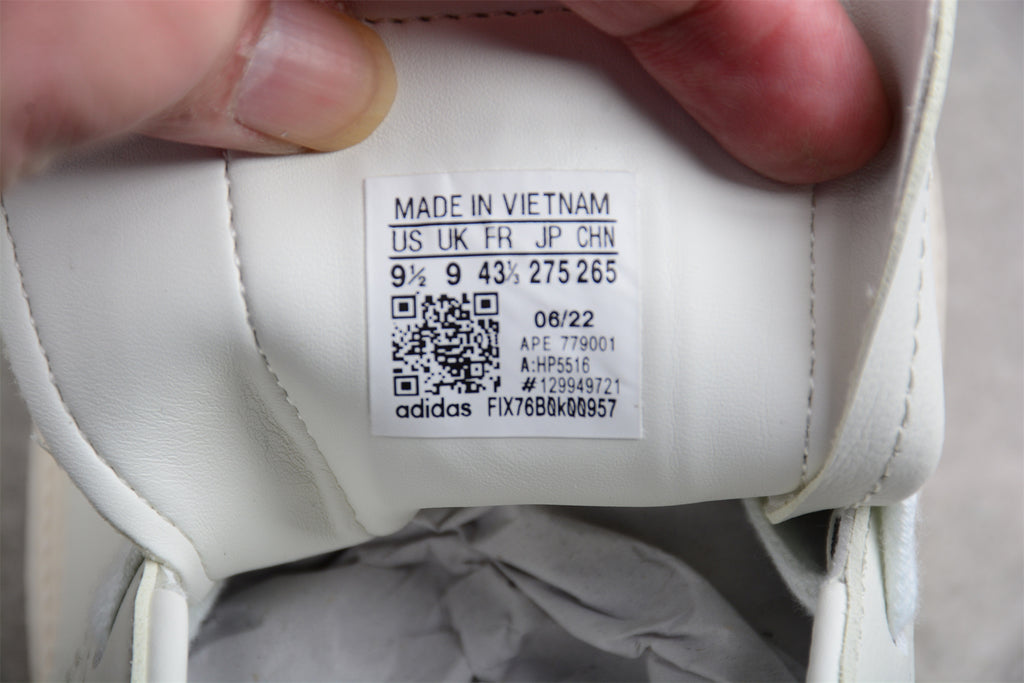 MADE IN VIETNAM
US UK FR JP CHN
9½ 9 43⅓ 275 265
06/22
APE 779001
A:HP5516
#129949721
adidas FIX76B0k00957